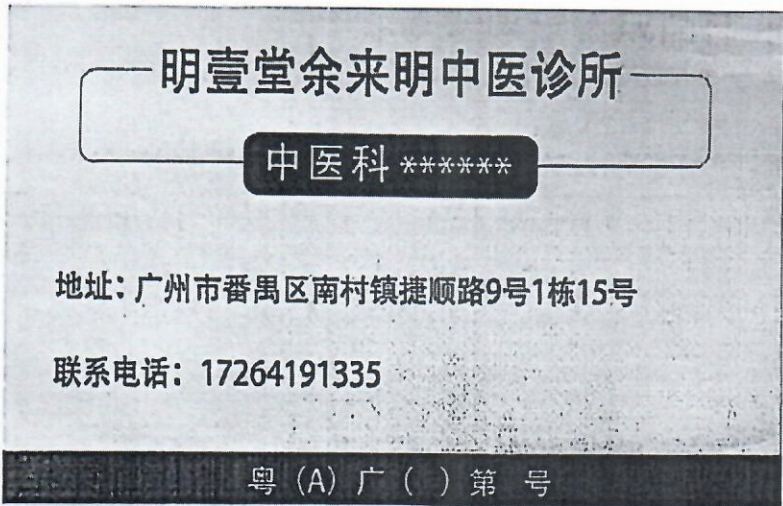 明壹堂余来明中医诊所
中医科******
地址：广州市番禺区南村镇捷顺路9号1栋15号
联系电话：17264191335
粤（A）广（ ）第 号